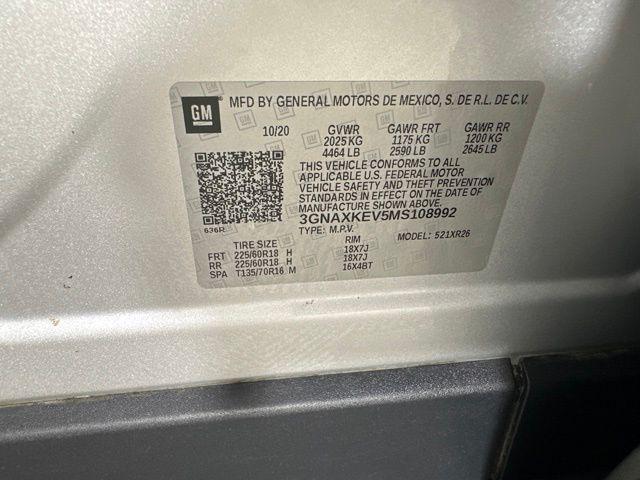 GM MFD BY GENERAL MOTORS DE MEXICO, S. DE R.L. DE C.V.
10/20 GVWR GAWR FRT GAWR RR
2025 KG 1175 KG 1200 KG
4464 LB 2590 LB 2645 LB
THIS VEHICLE CONFORMS TO ALL
APPLICABLE U.S. FEDERAL MOTOR
VEHICLE SAFETY AND THEFT PREVENTION
STANDARDS IN EFFECT ON THE DATE OF
MANUFACTURE SHOWN ABOVE.
3GNAXKEV5MS108992
636R TYPE: M.P.V. MODEL: 521XR26
TIRE SIZE RIM
FRT 225/60R18 H 18X7J
RR 225/60R18 H 18X7J
SPA T135/70R16 M 16X4BT